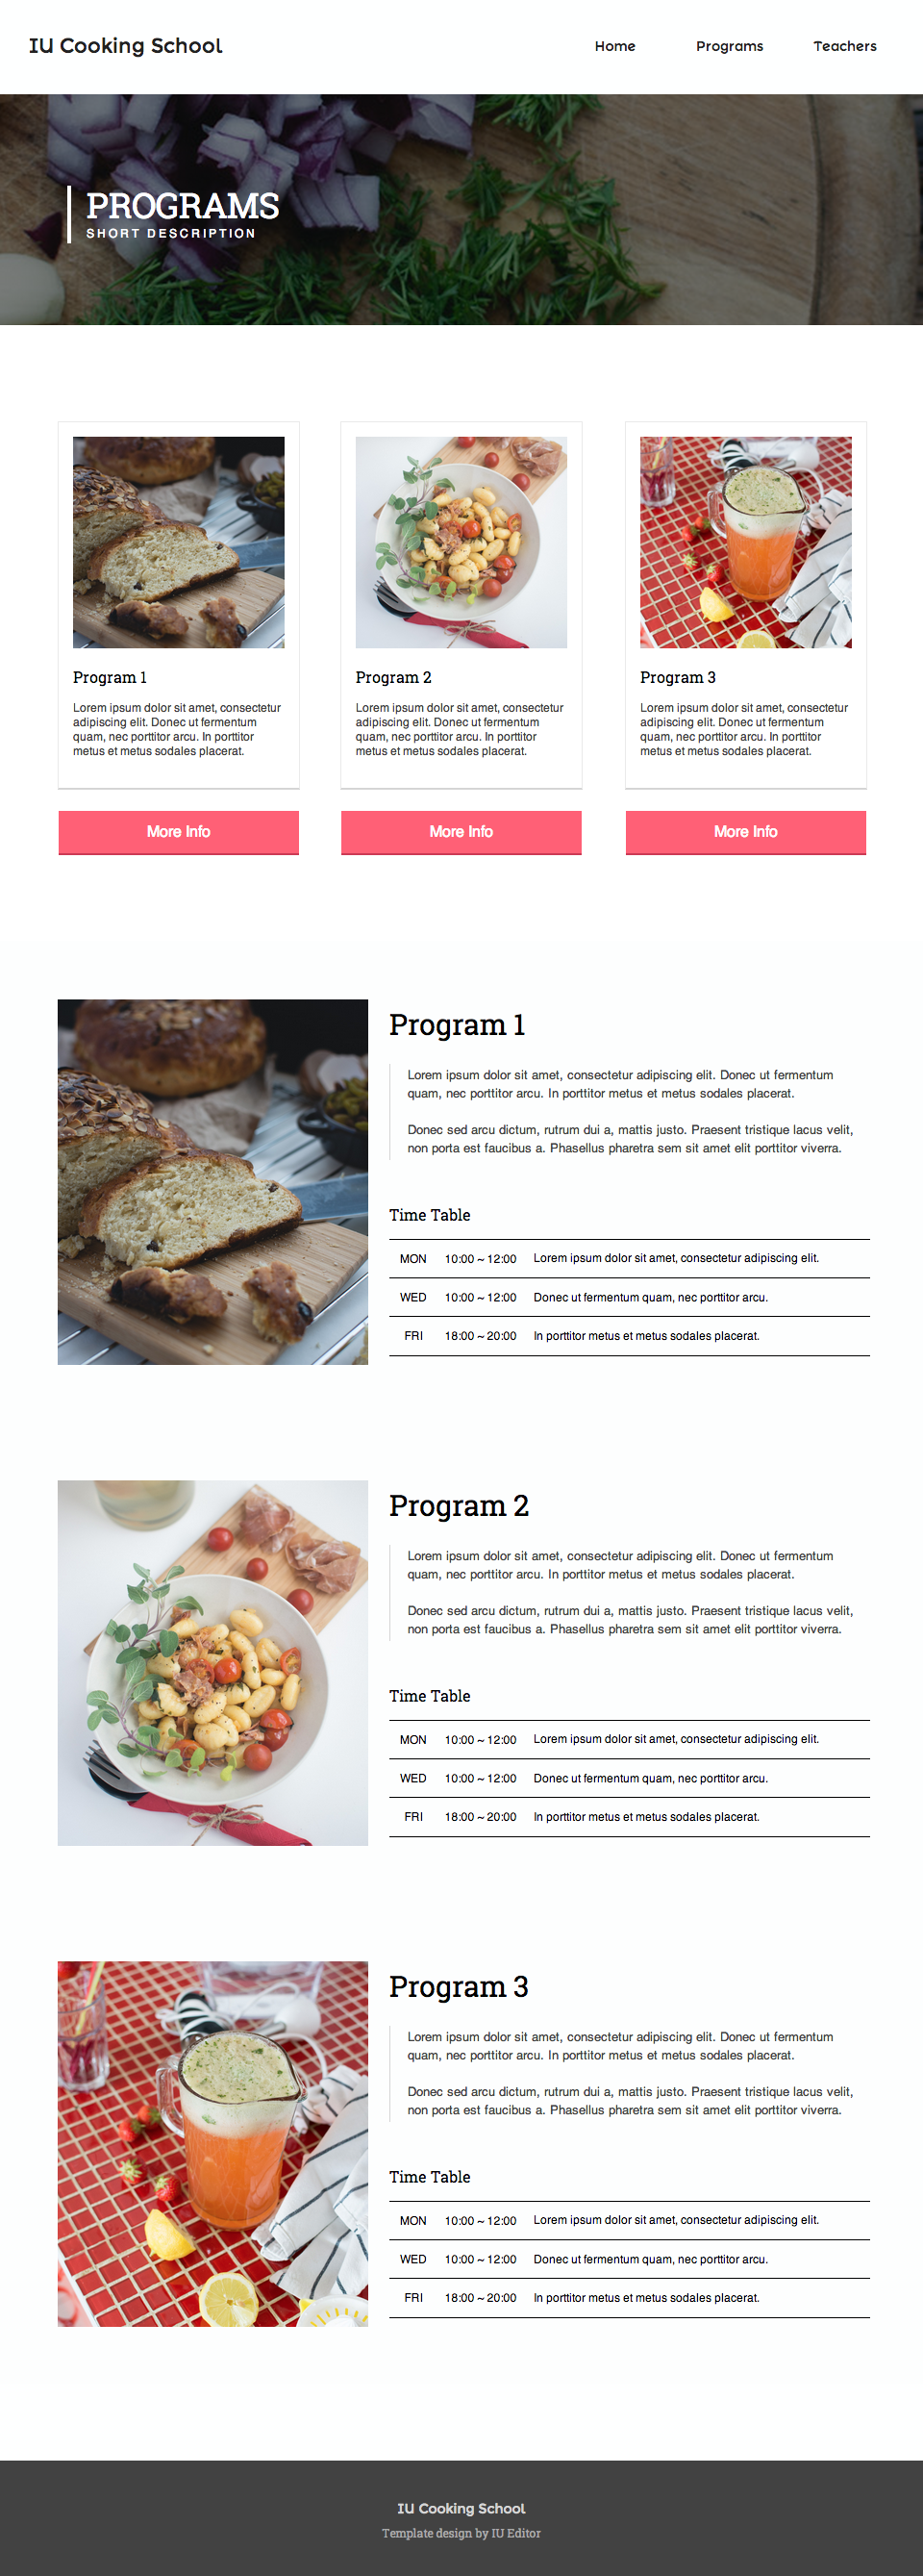 IU Cooking School
Home Programs Teachers
PROGRAMS
SHORT DESCRIPTION
Program 1
Lorem ipsum dolor sit amet, consectetur
adipiscing elit. Donec ut fermentum
quam, nec porttitor arcu. In porttitor
metus et metus sodales placerat.
More Info
Program 2
Lorem ipsum dolor sit amet, consectetur
adipiscing elit. Donec ut fermentum
quam, nec porttitor arcu. In porttitor
metus et metus sodales placerat.
More Info
Program 3
Lorem ipsum dolor sit amet, consectetur
adipiscing elit. Donec ut fermentum
quam, nec porttitor arcu. In porttitor
metus et metus sodales placerat.
More Info
Program 1
Lorem ipsum dolor sit amet, consectetur adipiscing elit. Donec ut fermentum
quam, nec porttitor arcu. In porttitor metus et metus sodales placerat.
Donec sed arcu dictum, rutrum dui a, mattis justo. Praesent tristique lacus velit,
non porta est faucibus a. Phasellus pharetra sem sit amet elit porttitor viverra.
Time Table
MON 10:00 ~ 12:00 Lorem ipsum dolor sit amet, consectetur adipiscing elit.
WED 10:00 ~ 12:00 Donec ut fermentum quam, nec porttitor arcu.
FRI 18:00 ~ 20:00 In porttitor metus et metus sodales placerat.
Program 2
Lorem ipsum dolor sit amet, consectetur adipiscing elit. Donec ut fermentum
quam, nec porttitor arcu. In porttitor metus et metus sodales placerat.
Donec sed arcu dictum, rutrum dui a, mattis justo. Praesent tristique lacus velit,
non porta est faucibus a. Phasellus pharetra sem sit amet elit porttitor viverra.
Time Table
MON 10:00 ~ 12:00 Lorem ipsum dolor sit amet, consectetur adipiscing elit.
WED 10:00 ~ 12:00 Donec ut fermentum quam, nec porttitor arcu.
FRI 18:00 ~ 20:00 In porttitor metus et metus sodales placerat.
Program 3
Lorem ipsum dolor sit amet, consectetur adipiscing elit. Donec ut fermentum
quam, nec porttitor arcu. In porttitor metus et metus sodales placerat.
Donec sed arcu dictum, rutrum dui a, mattis justo. Praesent tristique lacus velit,
non porta est faucibus a. Phasellus pharetra sem sit amet elit porttitor viverra.
Time Table
MON 10:00 ~ 12:00 Lorem ipsum dolor sit amet, consectetur adipiscing elit.
WED 10:00 ~ 12:00 Donec ut fermentum quam, nec porttitor arcu.
FRI 18:00 ~ 20:00 In porttitor metus et metus sodales placerat.
IU Cooking School
Template design by IU Editor